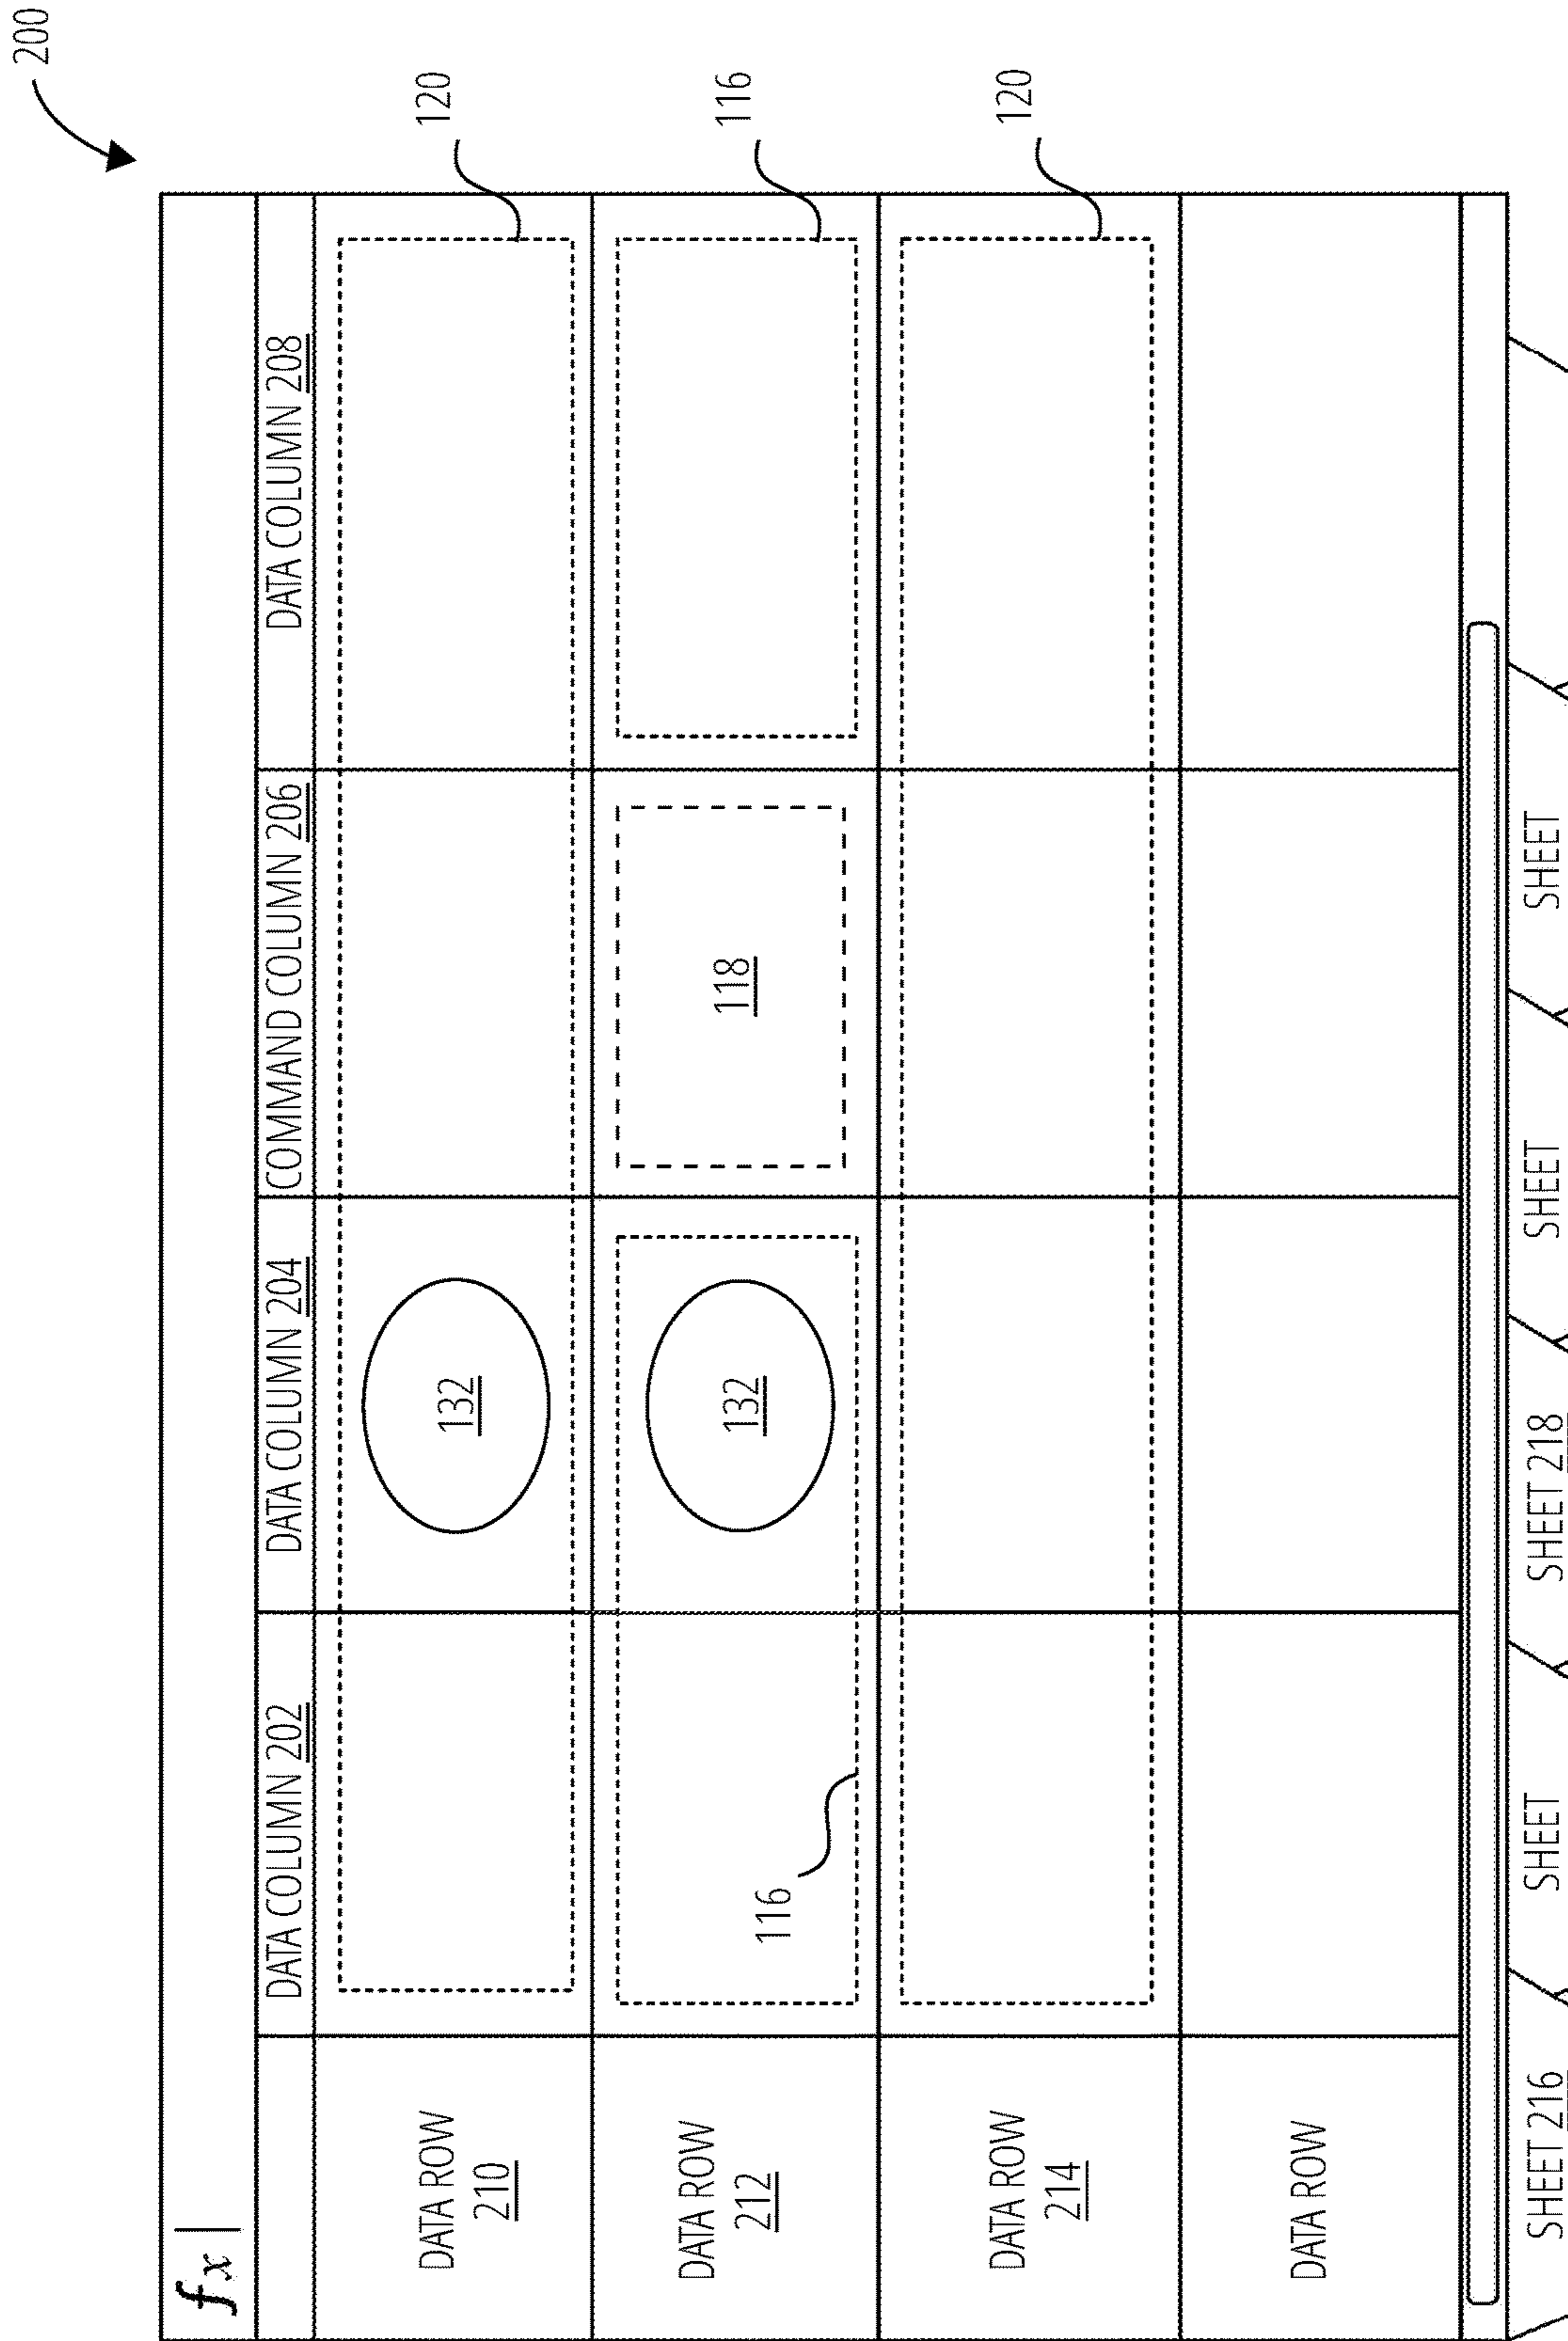 200
fx|
DATA COLUMN 202
DATA COLUMN 204
COMMAND COLUMN 206
DATA COLUMN 208
DATA ROW
210
132
120
DATA ROW
212
116
132
118
116
DATA ROW
214
120
DATA ROW
SHEET 216
SHEET
SHEET 218
SHEET
SHEET